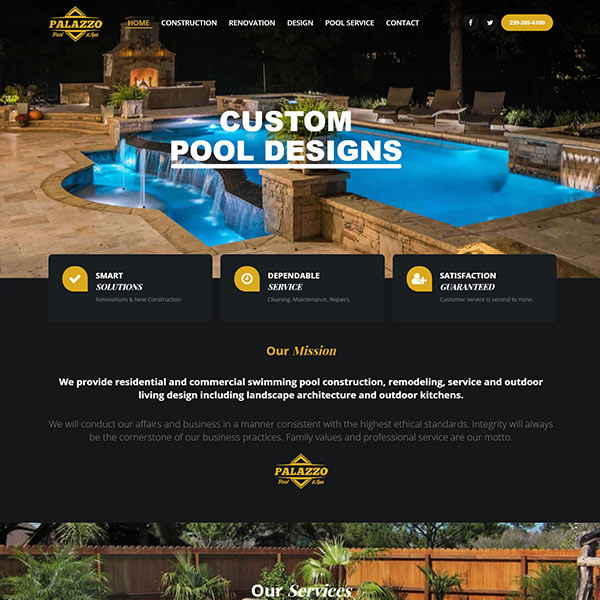 PALAZZO
Pool & Spa
HOME CONSTRUCTION RENOVATION DESIGN POOL SERVICE CONTACT
239-205-6100
CUSTOM
POOL DESIGNS
SMART
SOLUTIONS
Renovations & New Construction
DEPENDABLE
SERVICE
Cleaning, Maintenance, Repairs.
SATISFACTION
GUARANTEED
Customer service is second to none.
Our Mission
We provide residential and commercial swimming pool construction, remodeling, service and outdoor
living design including landscape architecture and outdoor kitchens.
We will conduct our affairs and business in a manner consistent with the highest ethical standards. Integrity will always
be the cornerstone of our business practices. Family values and professional service are our motto.
PALAZZO
Pool & Spa
Our Services